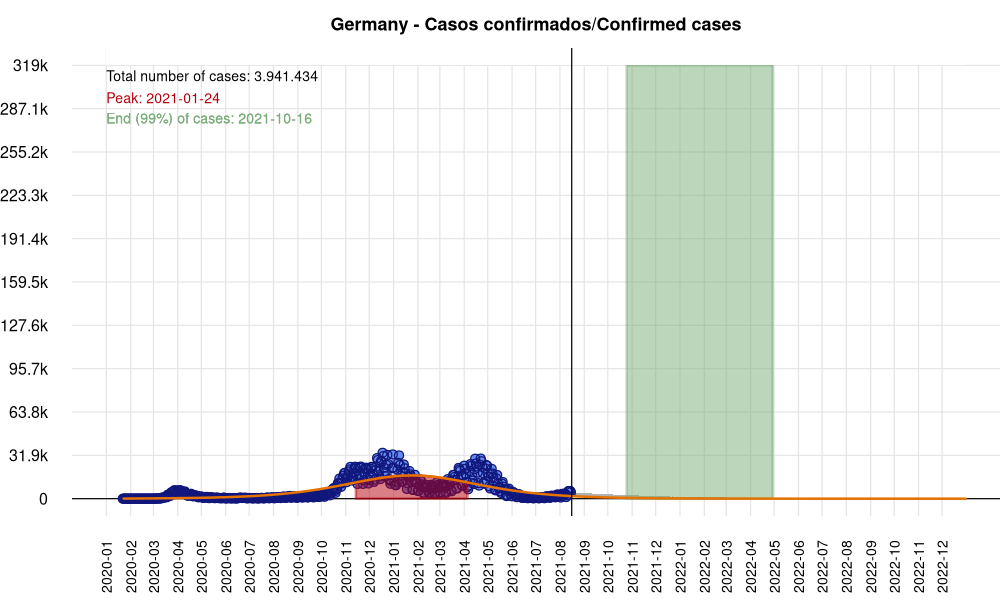 Germany - Casos confirmados/Confirmed cases
319k
Total number of cases: 3.941.434
Peak: 2021-01-24
287.1k
End (99%) of cases: 2021-10-16
255.2k
223.3k
191.4k
159.5k
127.6k
95.7k
63.8k
31.9k
0
2020-01
2020-02
2020-03
2020-04
2020-05
2020-06
2020-07
2020-08
2020-09
2020-10
2020-11
2020-12
2021-01
2021-02
2021-03
2021-04
2021-05
2021-06
2021-07
2021-08
2021-09
2021-10
2021-11
2021-12
2022-01
2022-02
2022-03
2022-04
2022-05
2022-06
2022-07
2022-08
2022-09
2022-10
2022-11
2022-12